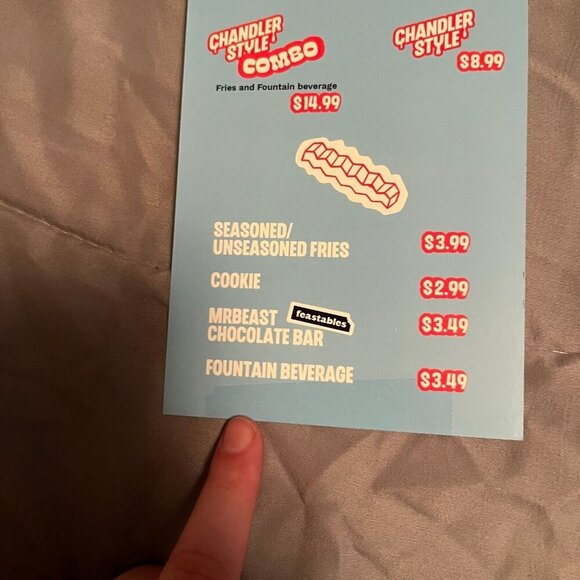 CHANDLER
STYLE
COMBO
Fries and Fountain beverage
$14.99
CHANDLER
STYLE
$8.99
SEASONED/
UNSEASONED FRIES
$3.99
COOKIE
$2.99
MRBEAST feastables
CHOCOLATE BAR
$3.49
FOUNTAIN BEVERAGE
$3.49